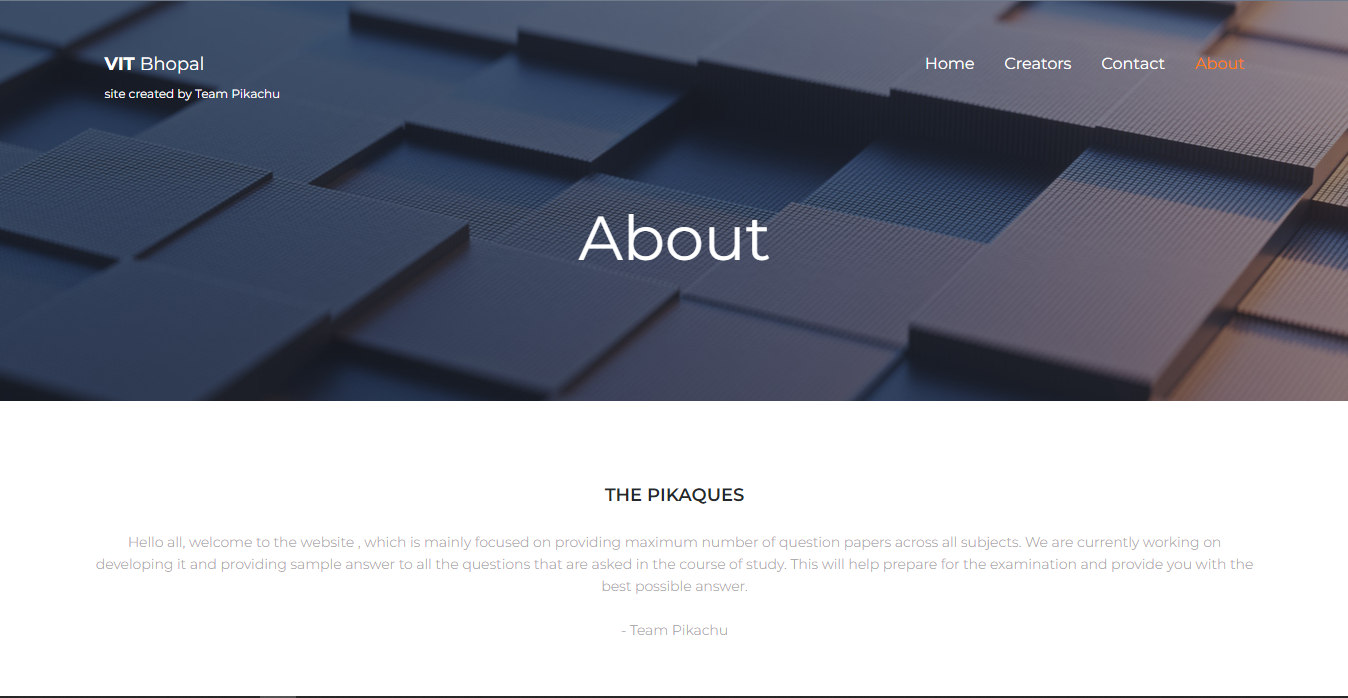 VIT Bhopal
Home Creators Contact About
site created by Team Pikachu
About
THE PIKAQUES
Hello all, welcome to the website , which is mainly focused on providing maximum number of question papers across all subjects. We are currently working on
developing it and providing sample answer to all the questions that are asked in the course of study. This will help prepare for the examination and provide you with the
best possible answer.
- Team Pikachu